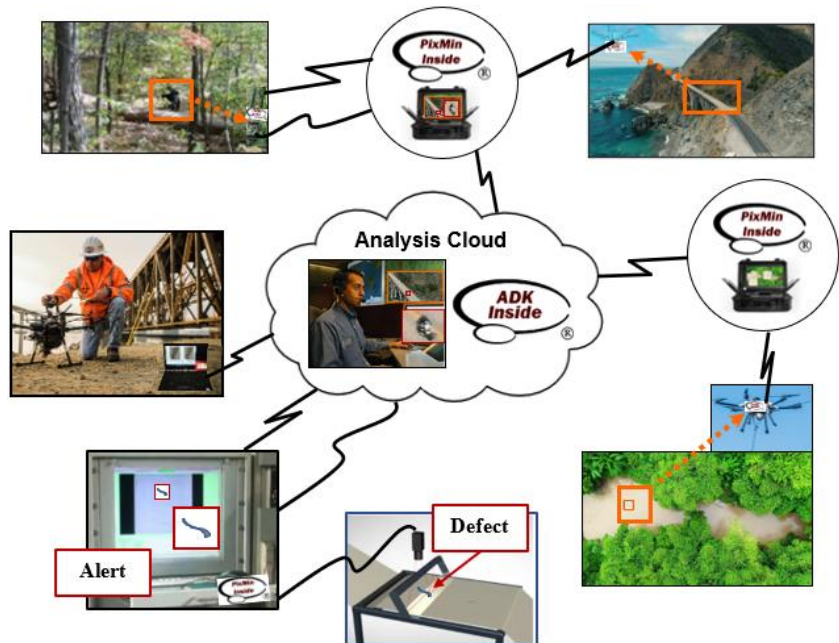 PixMin
Inside
®
PixMin
Inside
®
Analysis Cloud
ADK
Inside
®
Defect
Alert
PixMin
Inside
®